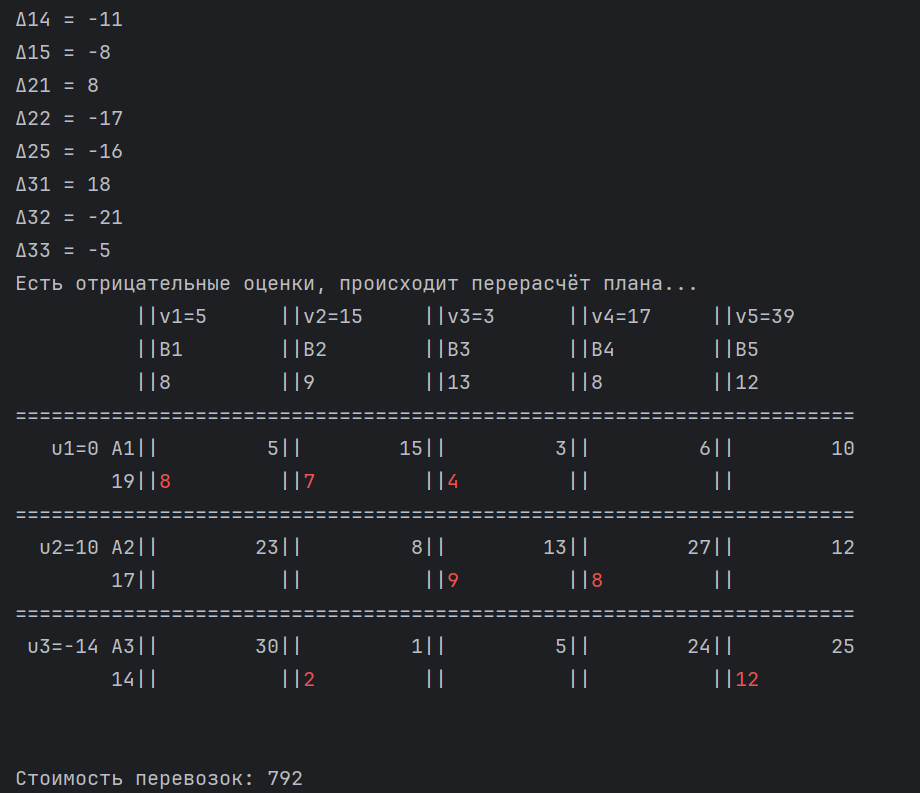 Δ14 = -11
Δ15 = -8
Δ21 = 8
Δ22 = -17
Δ25 = -16
Δ31 = 18
Δ32 = -21
Δ33 = -5
Есть отрицательные оценки, происходит перерасчёт плана...
||v1=5 ||v2=15 ||v3=3 ||v4=17 ||v5=39
||B1 ||B2 ||B3 ||B4 ||B5
||8 ||9 ||13 ||8 ||12
======================================================================
u1=0 A1|| 5|| 15|| 3|| 6|| 10
19||8 ||7 ||4 || ||
======================================================================
u2=10 A2|| 23|| 8|| 13|| 27|| 12
17|| || ||9 ||8 ||
======================================================================
u3=-14 A3|| 30|| 1|| 5|| 24|| 25
14|| ||2 || || ||12
Стоимость перевозок: 792